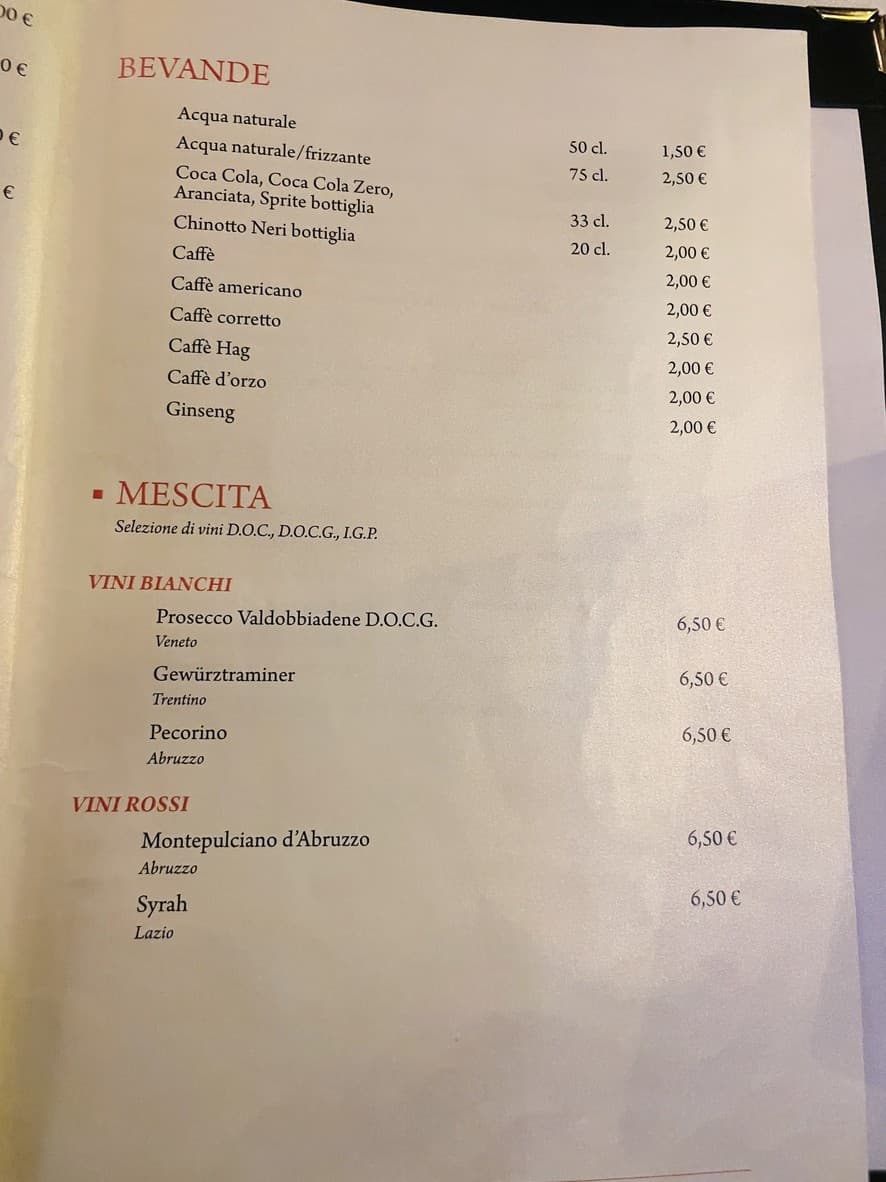 00 €
0 €
€
€
BEVANDE
Acqua naturale 50 cl. 1,50 €
Acqua naturale/frizzante 75 cl. 2,50 €
Coca Cola, Coca Cola Zero,
Aranciata, Sprite bottiglia 33 cl. 2,50 €
Chinotto Neri bottiglia 20 cl. 2,00 €
Caffè 2,00 €
Caffè americano 2,00 €
Caffè corretto 2,50 €
Caffè Hag 2,00 €
Caffè d'orzo 2,00 €
Ginseng 2,00 €
▪ MESCITA
Selezione di vini D.O.C., D.O.C.G., I.G.P.
VINI BIANCHI
Prosecco Valdobbiadene D.O.C.G. 6,50 €
Veneto
Gewürztraminer 6,50 €
Trentino
Pecorino 6,50 €
Abruzzo
VINI ROSSI
Montepulciano d'Abruzzo 6,50 €
Abruzzo
Syrah 6,50 €
Lazio